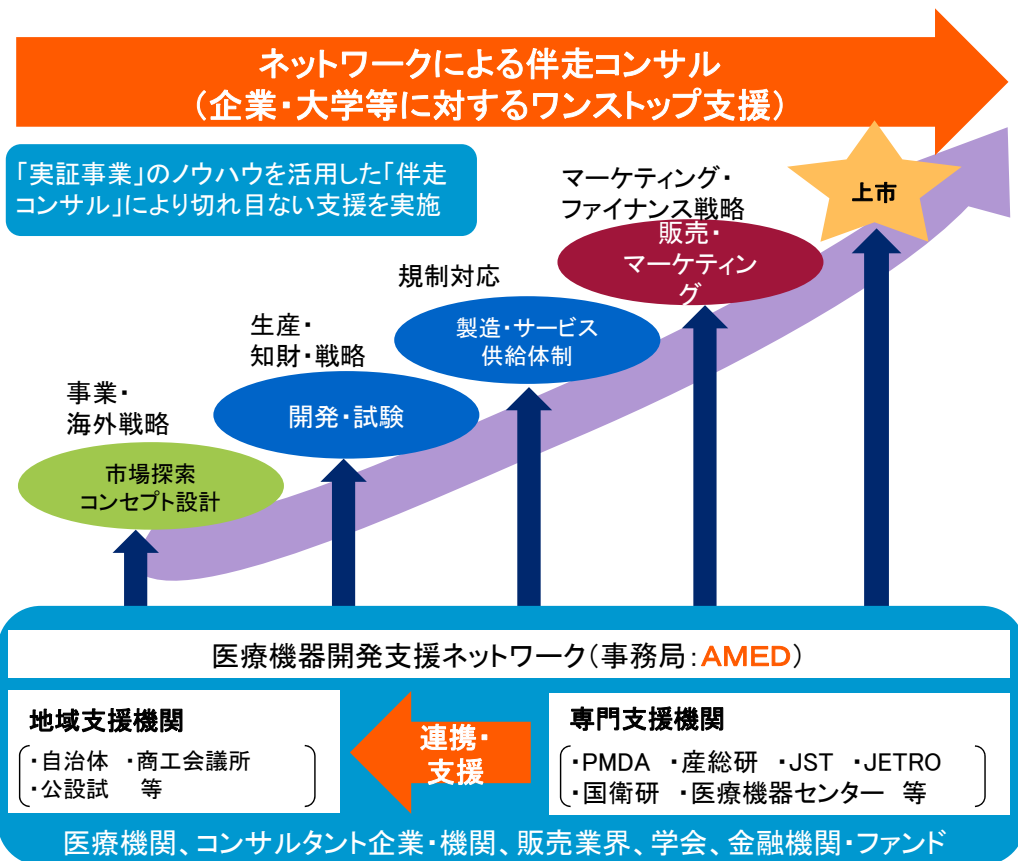 ネットワークによる伴走コンサル
（企業・大学等に対するワンストップ支援）
「実証事業」のノウハウを活用した「伴走
コンサル」により切れ目ない支援を実施
マーケティング・
ファイナンス戦略
上市
販売・
マーケティン
グ
規制対応
製造・サービス
供給体制
生産・
知財・戦略
開発・試験
事業・
海外戦略
市場探索
コンセプト設計
医療機器開発支援ネットワーク（事務局：AMED）
地域支援機関
・自治体 ・商工会議所
・公設試 等
連携・
支援
専門支援機関
・PMDA ・産総研 ・JST ・JETRO
・国衛研 ・医療機器センター 等
医療機関、コンサルタント企業・機関、販売業界、学会、金融機関・ファンド